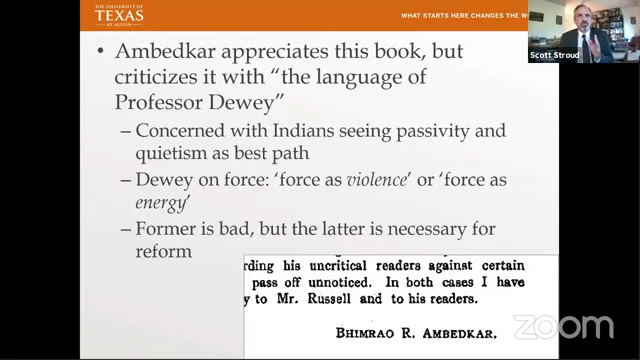 THE UNIVERSITY OF
TEXAS
AT AUSTIN
WHAT STARTS HERE CHANGES THE W
Scott Stroud
• Ambedkar appreciates this book, but
criticizes it with “the language of
Professor Dewey”
– Concerned with Indians seeing passivity and
quietism as best path
– Dewey on force: ‘force as violence’ or ‘force as
energy’
– Former is bad, but the latter is necessary for
reform
rding his uncritical readers against certain
pass off unnoticed. In both cases I have
y to Mr. Russell and to his readers.
BHIMRAO R. AMBEDKAR.
zoom